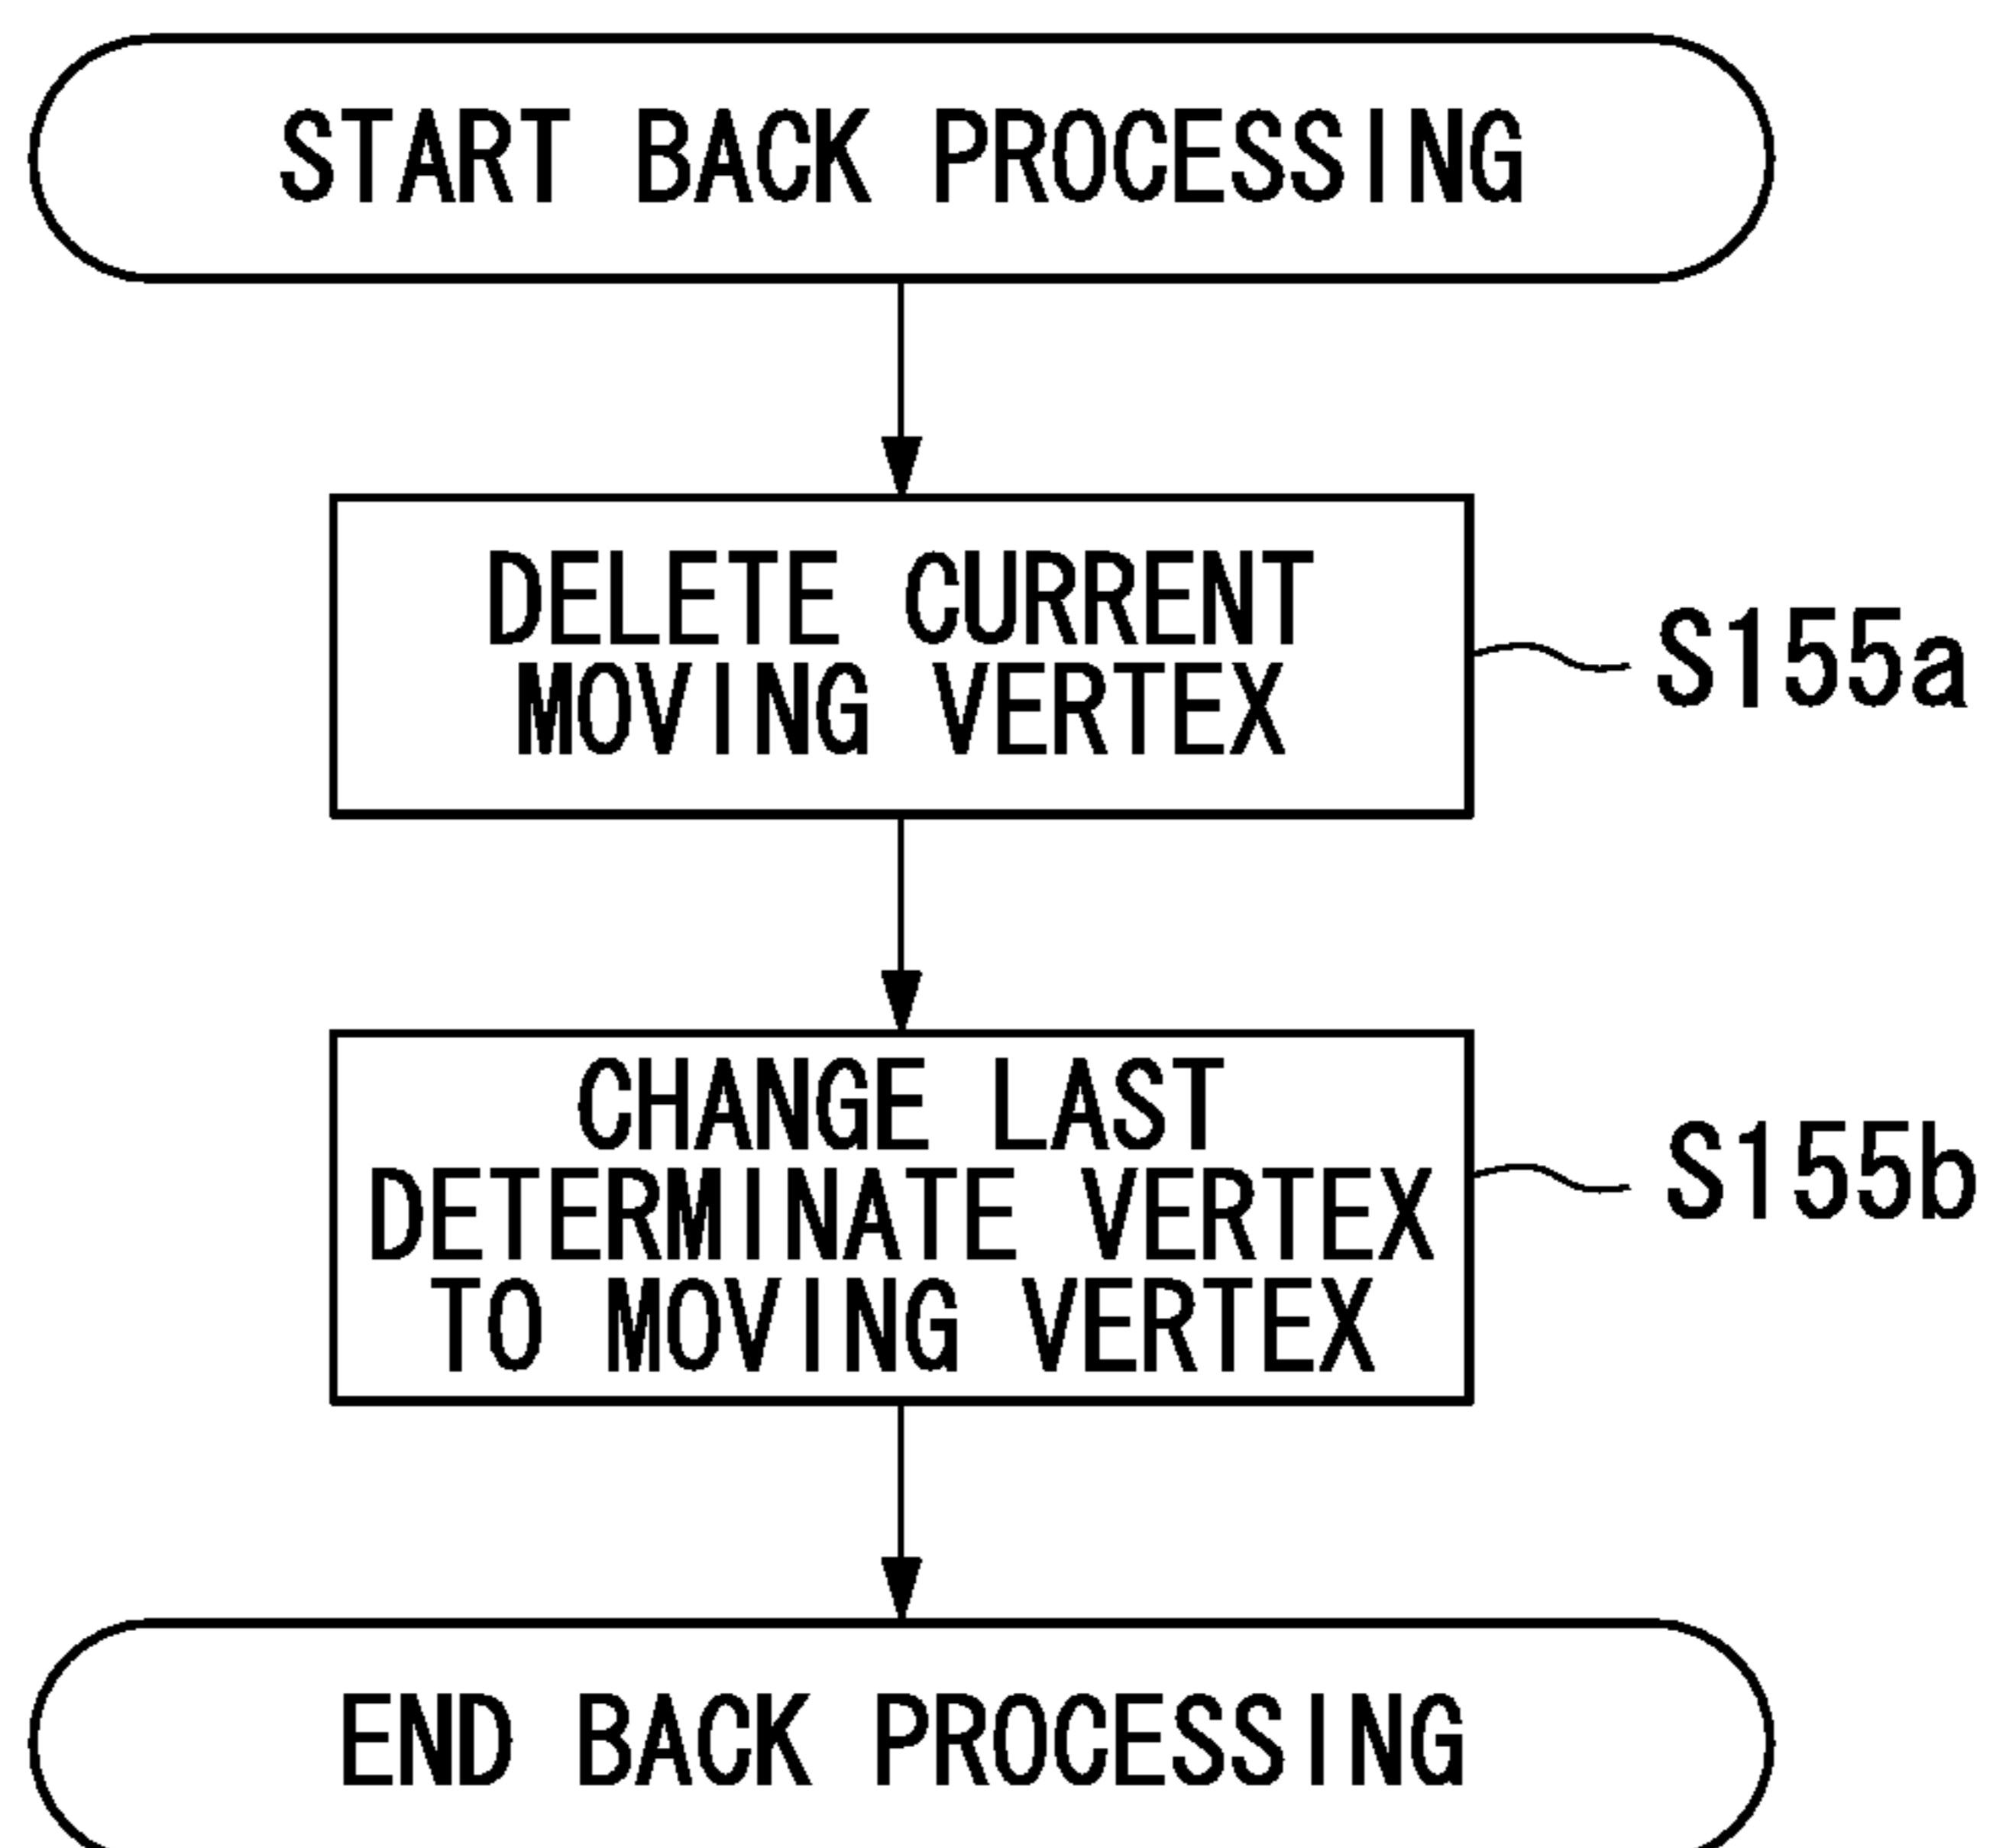 START BACK PROCESSING
DELETE CURRENT
MOVING VERTEX
S155a
CHANGE LAST
DETERMINATE VERTEX
TO MOVING VERTEX
S155b
END BACK PROCESSING